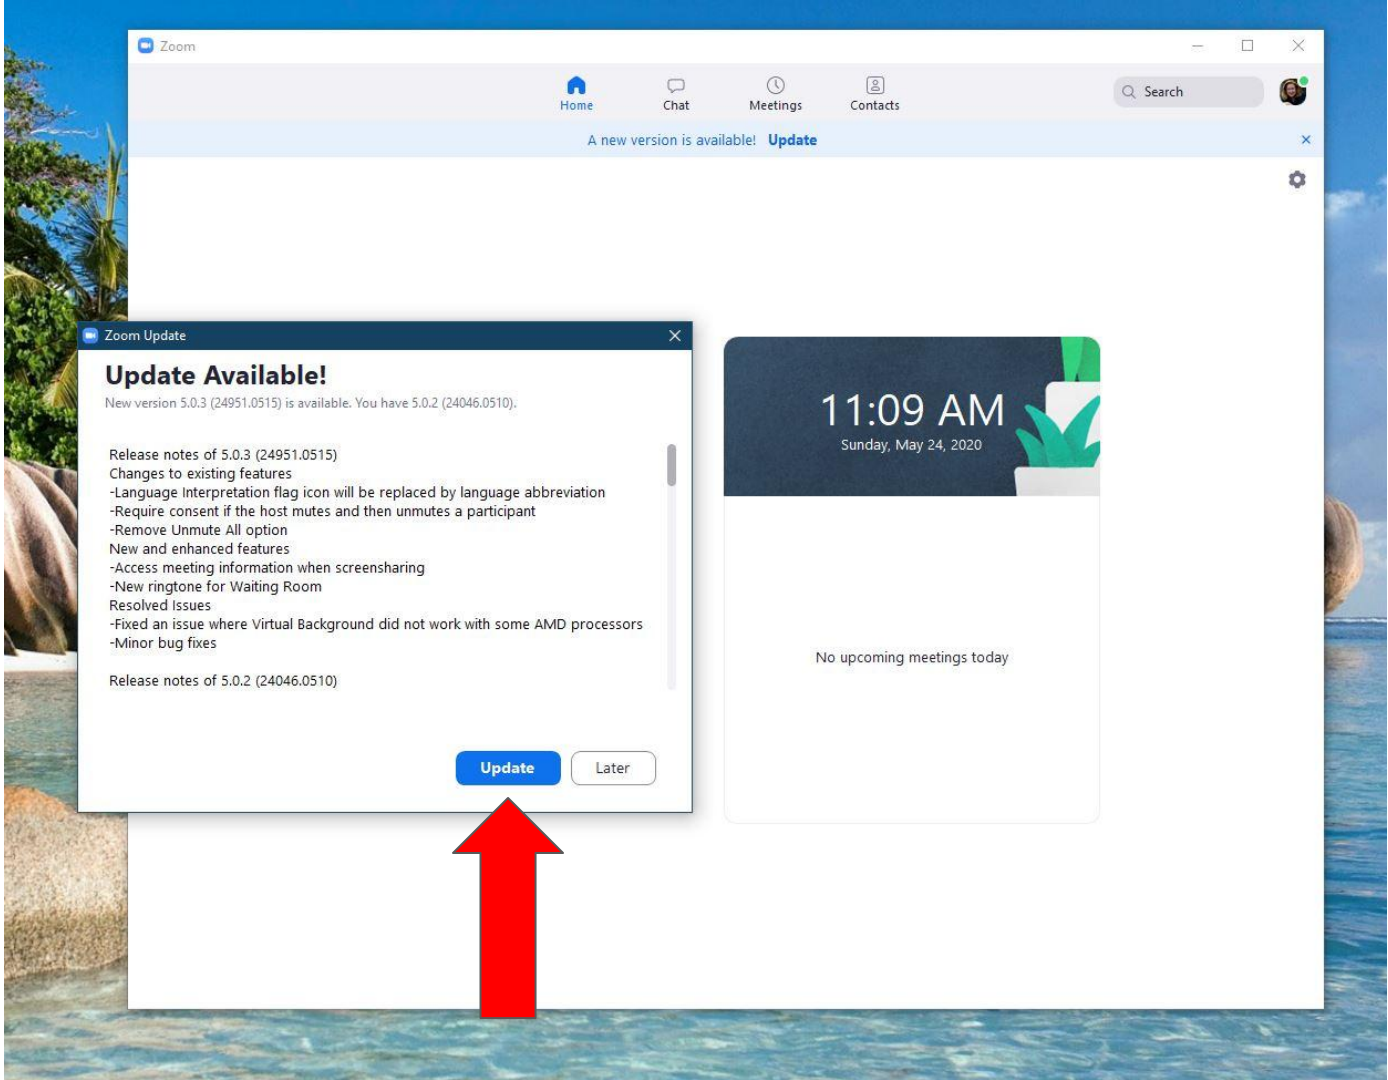 Zoom
Home
Chat
Meetings
Contacts
Search
A new version is available! Update
Zoom Update
Update Available!
New version 5.0.3 (24951.0515) is available. You have 5.0.2 (24046.0510).
Release notes of 5.0.3 (24951.0515)
Changes to existing features
-Language Interpretation flag icon will be replaced by language abbreviation
-Require consent if the host mutes and then unmutes a participant
-Remove Unmute All option
New and enhanced features
-Access meeting information when screensharing
-New ringtone for Waiting Room
Resolved Issues
-Fixed an issue where Virtual Background did not work with some AMD processors
-Minor bug fixes
Release notes of 5.0.2 (24046.0510)
Update
Later
11:09 AM
Sunday, May 24, 2020
No upcoming meetings today